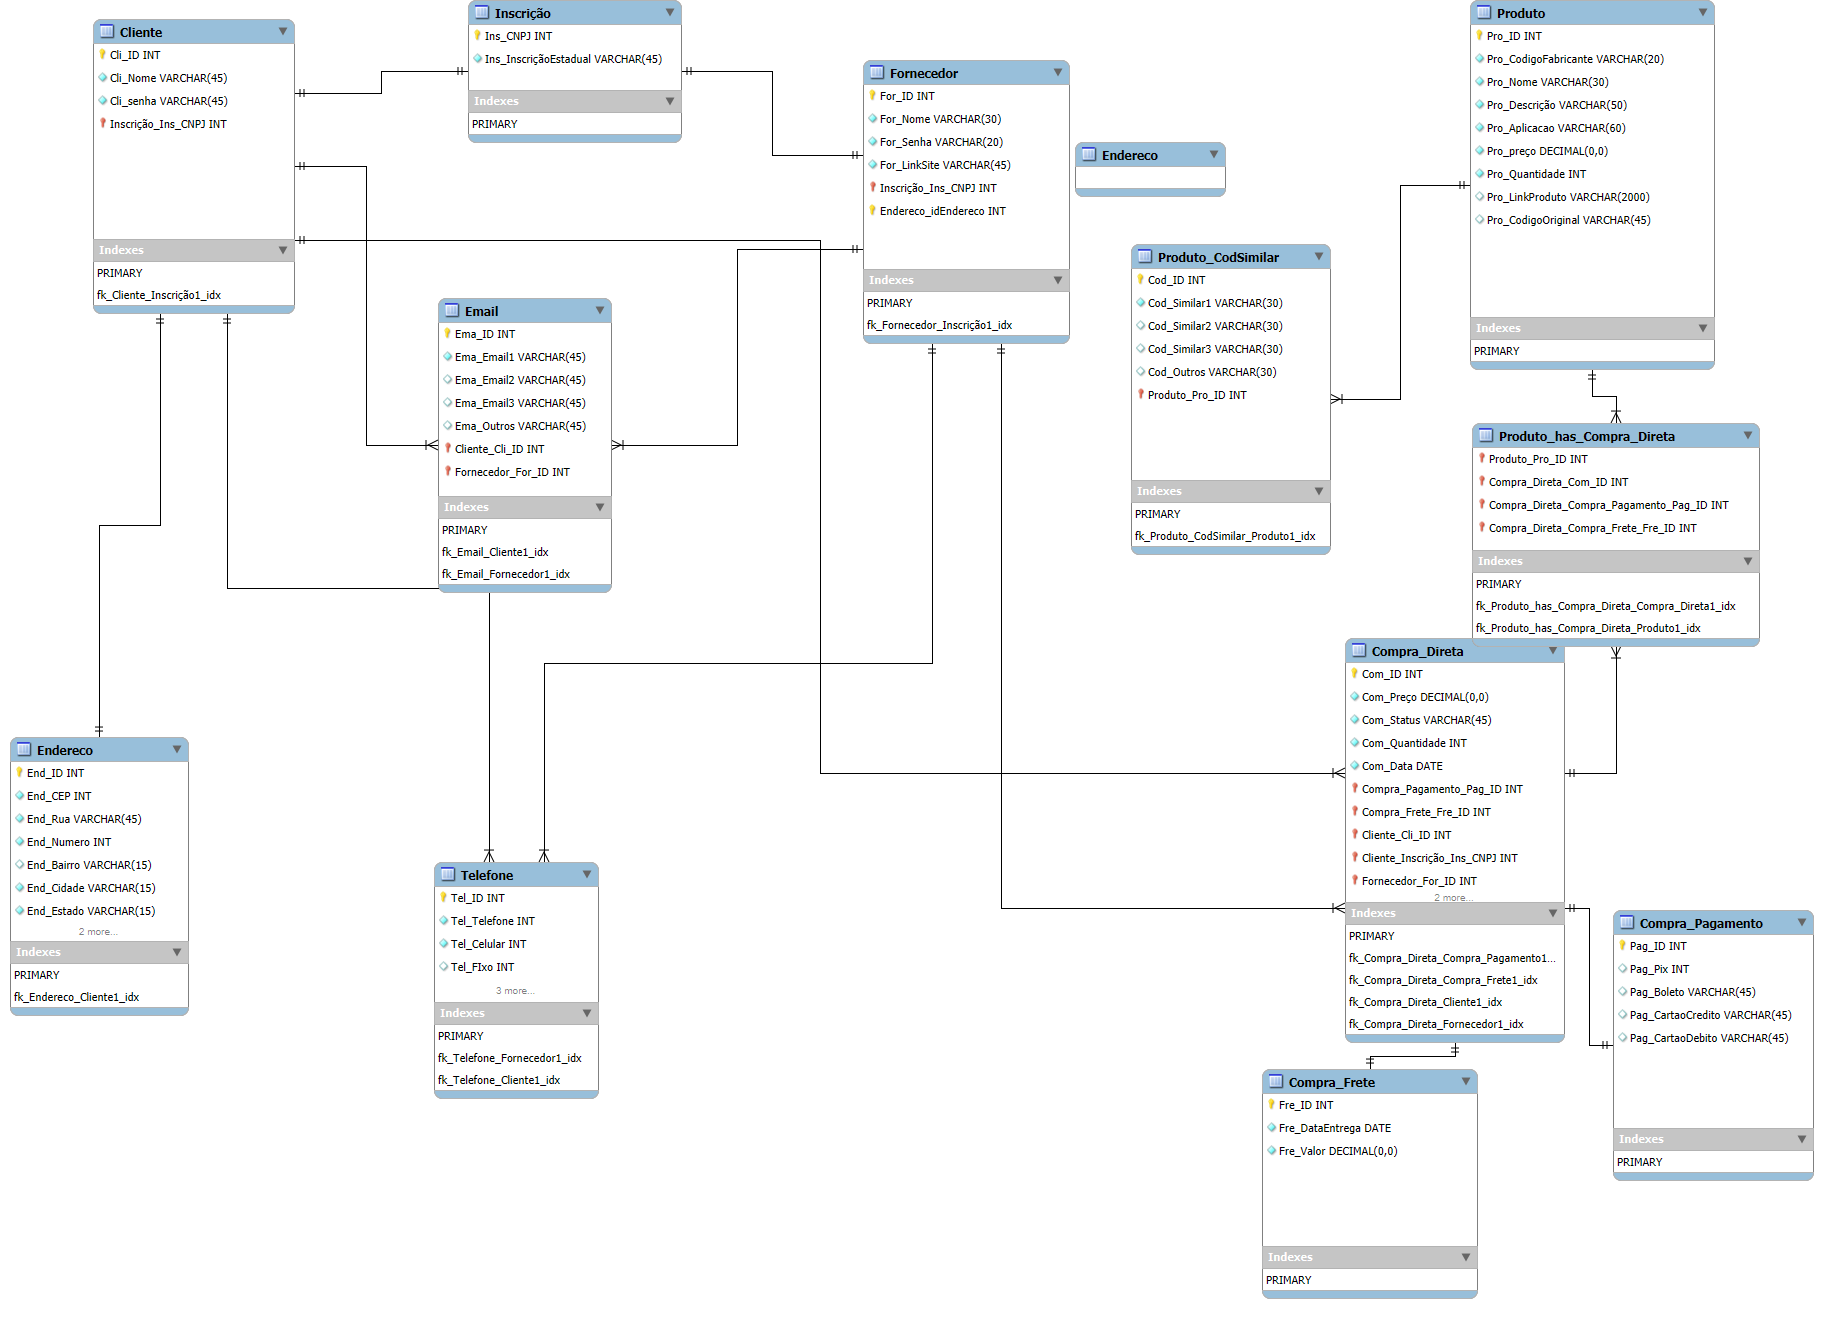 Cliente
Cli_ID INT
Cli_Nome VARCHAR(45)
Cli_senha VARCHAR(45)
Inscrição_Ins_CNPJ INT
Indexes
PRIMARY
fk_Cliente_Inscrição1_idx
Inscrição
Ins_CNPJ INT
Ins_InscriçãoEstadual VARCHAR(45)
Indexes
PRIMARY
Fornecedor
For_ID INT
For_Nome VARCHAR(30)
For_Senha VARCHAR(20)
For_LinkSite VARCHAR(45)
Inscrição_Ins_CNPJ INT
Endereco_idEndereco INT
Indexes
PRIMARY
fk_Fornecedor_Inscrição1_idx
Endereco
Produto
Pro_ID INT
Pro_CodigoFabricante VARCHAR(20)
Pro_Nome VARCHAR(30)
Pro_Descrição VARCHAR(50)
Pro_Aplicacao VARCHAR(60)
Pro_preço DECIMAL(0,0)
Pro_Quantidade INT
Pro_LinkProduto VARCHAR(2000)
Pro_CodigoOriginal VARCHAR(45)
Indexes
PRIMARY
Produto_CodSimilar
Cod_ID INT
Cod_Similar1 VARCHAR(30)
Cod_Similar2 VARCHAR(30)
Cod_Similar3 VARCHAR(30)
Cod_Outros VARCHAR(30)
Produto_Pro_ID INT
Indexes
PRIMARY
fk_Produto_CodSimilar_Produto1_idx
Email
Ema_ID INT
Ema_Email1 VARCHAR(45)
Ema_Email2 VARCHAR(45)
Ema_Email3 VARCHAR(45)
Ema_Outros VARCHAR(45)
Cliente_Cli_ID INT
Fornecedor_For_ID INT
Indexes
PRIMARY
fk_Email_Cliente1_idx
fk_Email_Fornecedor1_idx
Produto_has_Compra_Direta
Produto_Pro_ID INT
Compra_Direta_Com_ID INT
Compra_Direta_Compra_Pagamento_Pag_ID INT
Compra_Direta_Compra_Frete_Fre_ID INT
Indexes
PRIMARY
fk_Produto_has_Compra_Direta_Compra_Direta1_idx
fk_Produto_has_Compra_Direta_Produto1_idx
Compra_Direta
Com_ID INT
Com_Preço DECIMAL(0,0)
Com_Status VARCHAR(45)
Com_Quantidade INT
Com_Data DATE
Compra_Pagamento_Pag_ID INT
Compra_Frete_Fre_ID INT
Cliente_Cli_ID INT
Cliente_Inscrição_Ins_CNPJ INT
Fornecedor_For_ID INT
2 more...
Indexes
PRIMARY
fk_Compra_Direta_Compra_Pagamento1...
fk_Compra_Direta_Compra_Frete1_idx
fk_Compra_Direta_Cliente1_idx
fk_Compra_Direta_Fornecedor1_idx
Endereco
End_ID INT
End_CEP INT
End_Rua VARCHAR(45)
End_Numero INT
End_Bairro VARCHAR(15)
End_Cidade VARCHAR(15)
End_Estado VARCHAR(15)
2 more...
Indexes
PRIMARY
fk_Endereco_Cliente1_idx
Telefone
Tel_ID INT
Tel_Telefone INT
Tel_Celular INT
Tel_FIxo INT
3 more...
Indexes
PRIMARY
fk_Telefone_Fornecedor1_idx
fk_Telefone_Cliente1_idx
Compra_Pagamento
Pag_ID INT
Pag_Pix INT
Pag_Boleto VARCHAR(45)
Pag_CartaoCredito VARCHAR(45)
Pag_CartaoDebito VARCHAR(45)
Indexes
PRIMARY
Compra_Frete
Fre_ID INT
Fre_DataEntrega DATE
Fre_Valor DECIMAL(0,0)
Indexes
PRIMARY